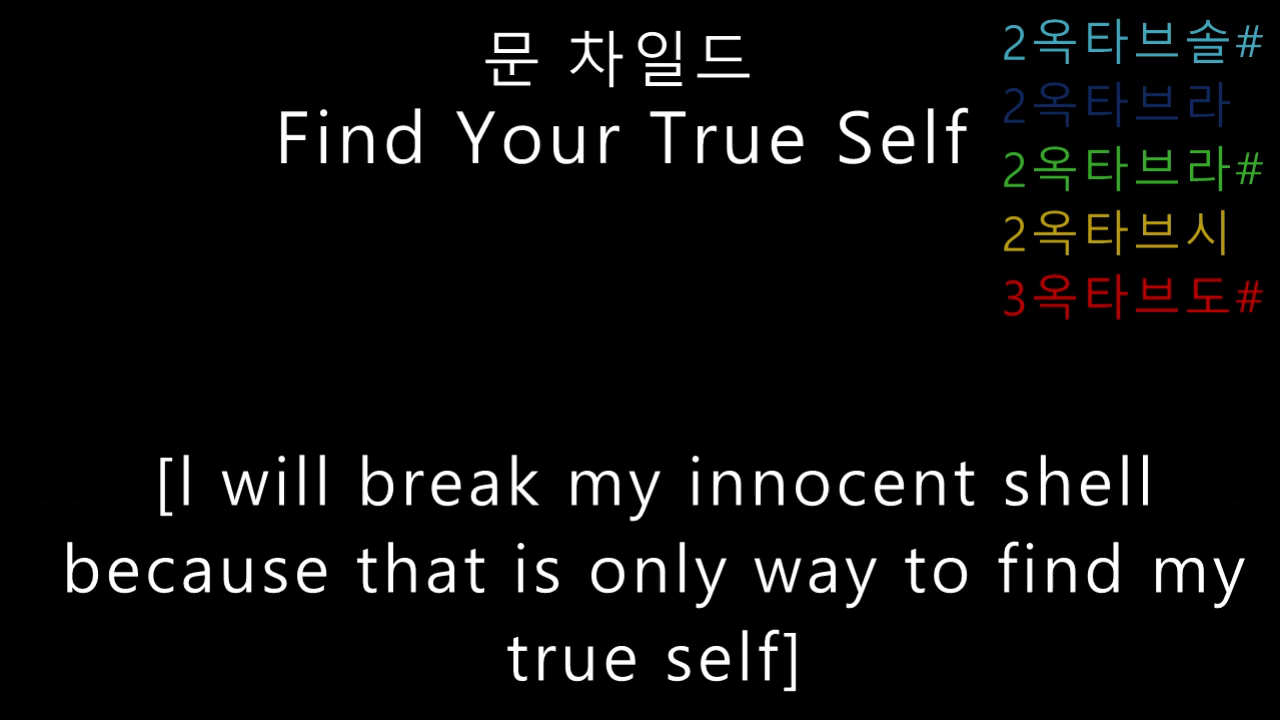 문 차일드
Find Your True Self
2옥타브솔#
2옥타브라
2옥타브라#
2옥타브시
3옥타브도#
[I will break my innocent shell
because that is only way to find my
true self]